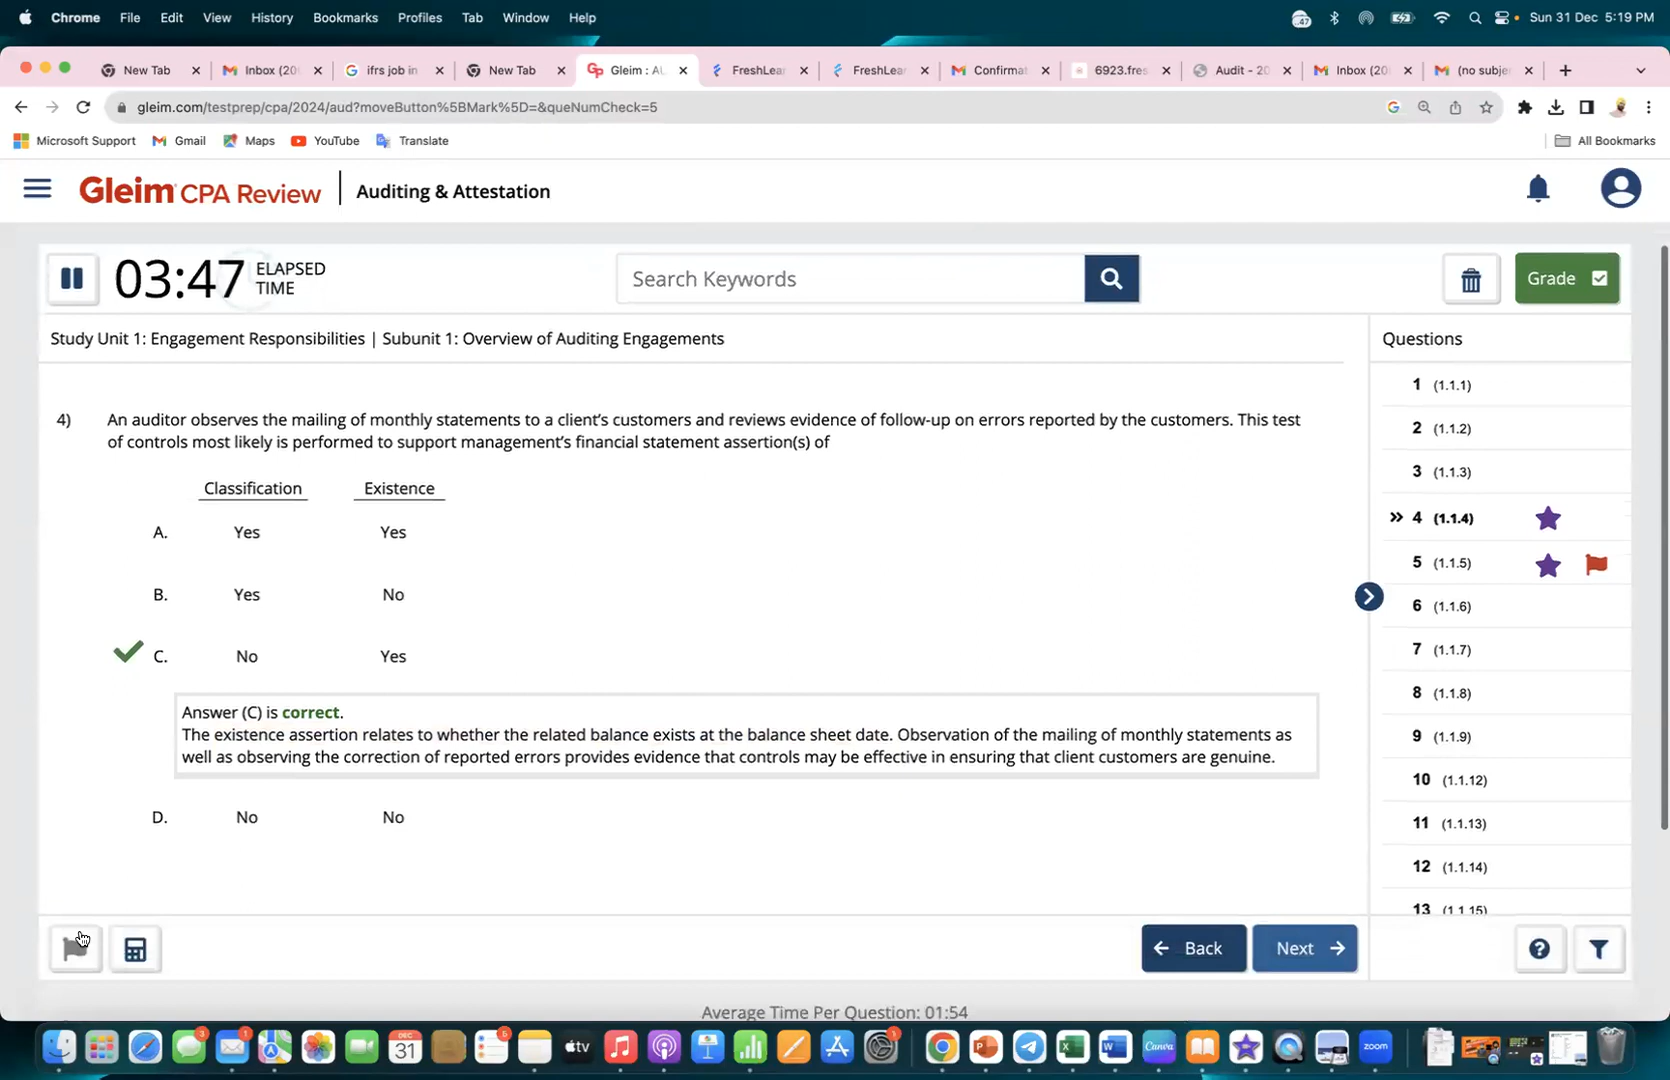 Chrome File Edit View History Bookmarks Profiles Tab Window Help
47
Sun 31 Dec 5:19 PM
New Tab
Inbox (20
ifrs job in
New Tab
Gleim : AU
FreshLear
FreshLear
Confirmat
6923.fres
Audit - 20
Inbox (20
(no subje
gleim.com/testprep/cpa/2024/aud?moveButton%5BMark%5D=&queNumCheck=5
Microsoft Support
Gmail
Maps
YouTube
Translate
All Bookmarks
Gleim CPA Review
Auditing & Attestation
03:47
ELAPSED
TIME
Search Keywords
Grade
Study Unit 1: Engagement Responsibilities | Subunit 1: Overview of Auditing Engagements
Questions
4) An auditor observes the mailing of monthly statements to a client's customers and reviews evidence of follow-up on errors reported by the customers. This test
of controls most likely is performed to support management's financial statement assertion(s) of
Classification Existence
A. Yes Yes
B. Yes No
C. No Yes
Answer (C) is correct.
The existence assertion relates to whether the related balance exists at the balance sheet date. Observation of the mailing of monthly statements as
well as observing the correction of reported errors provides evidence that controls may be effective in ensuring that client customers are genuine.
D. No No
1 (1.1.1)
2 (1.1.2)
3 (1.1.3)
4 (1.1.4)
5 (1.1.5)
6 (1.1.6)
7 (1.1.7)
8 (1.1.8)
9 (1.1.9)
10 (1.1.12)
11 (1.1.13)
12 (1.1.14)
13 (1.1.15)
Back
Next
Average Time Per Question: 01:54
3
1
DEC
31
5
tv
1
Canva
zoom